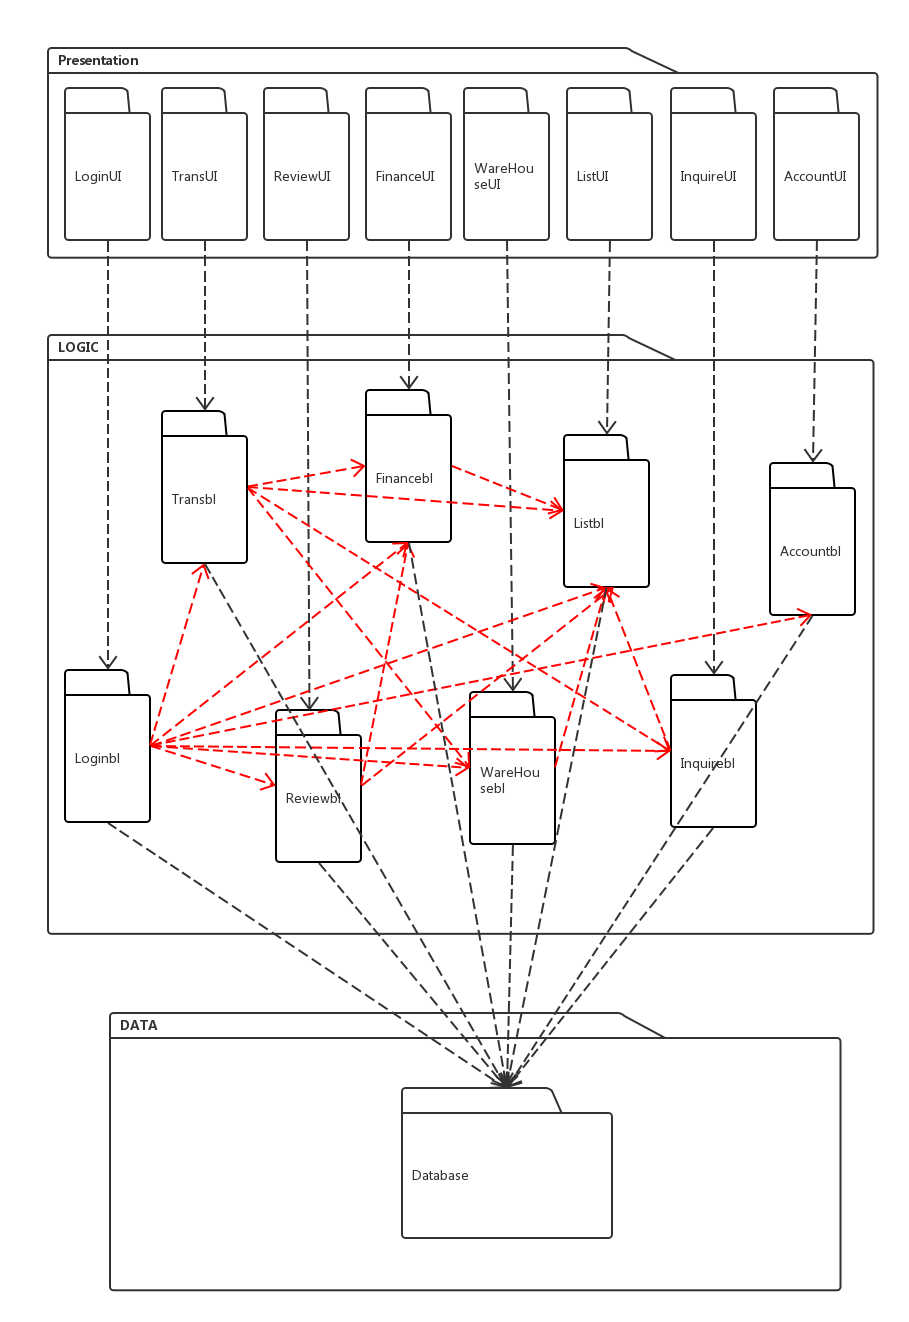 Presentation
LoginUI
TransUI
ReviewUI
FinanceUI
WareHou
seUI
ListUI
InquireUI
AccountUI
LOGIC
Transbl
Financebl
Listbl
Accountbl
Loginbl
Reviewbl
WareHou
sebl
Inquirebl
DATA
Database